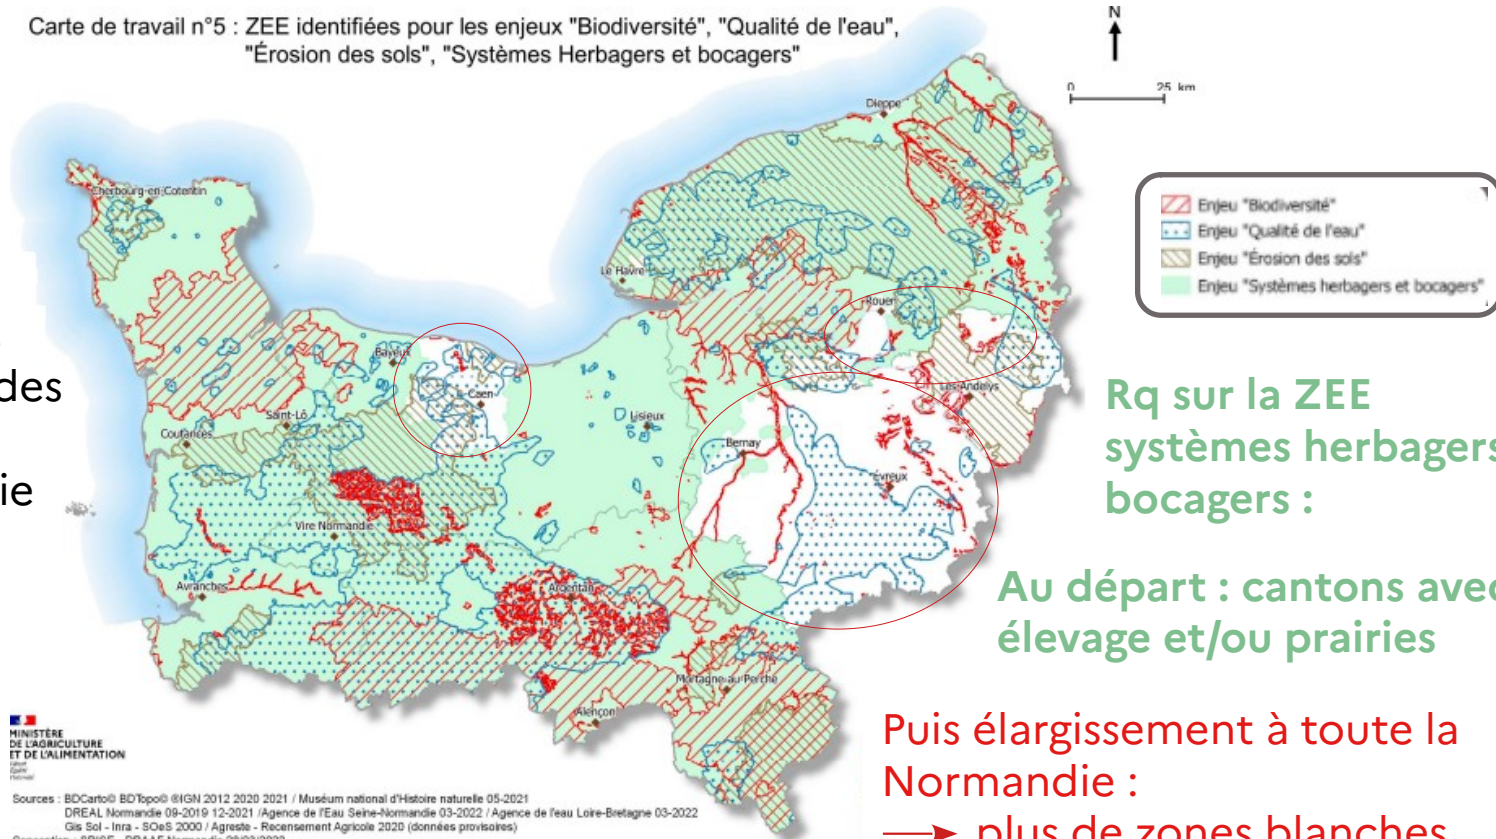 Carte de travail n°5 : ZEE identifiées pour les enjeux "Biodiversité", "Qualité de l'eau",
"Érosion des sols", "Systèmes Herbagers et bocagers"
N
0 25 km
Dieppe
Cherbourg-en-Cotentin
Enjeu "Biodiversité"
Enjeu "Qualité de l'eau"
Enjeu "Érosion des sols"
Enjeu "Systèmes herbagers et bocagers"
Le Havre
Rouen
Bayeux
des
Caen
Les Andelys
Saint-Lô
Lisieux
Coutances
Bernay
Rq sur la ZEE
systèmes herbagers
bocagers :
ie
Évreux
Vire Normandie
Avranches
Argentan
Au départ : cantons avec
élevage et/ou prairies
Mortagne-au-Perche
Alençon
Puis élargissement à toute la
Normandie :
plus de zones blanches
MINISTÈRE
DE L'AGRICULTURE
ET DE L'ALIMENTATION
Sources : BDCarto© BDTopo© ®IGN 2012 2020 2021 / Muséum national d'Histoire naturelle 05-2021
DREAL Normandie 09-2019 12-2021 /Agence de l'Eau Seine-Normandie 03-2022 / Agence de l'eau Loire-Bretagne 03-2022
Gis Sol - Inra - SOeS 2000 / Agreste - Recensement Agricole 2020 (données provisoires)